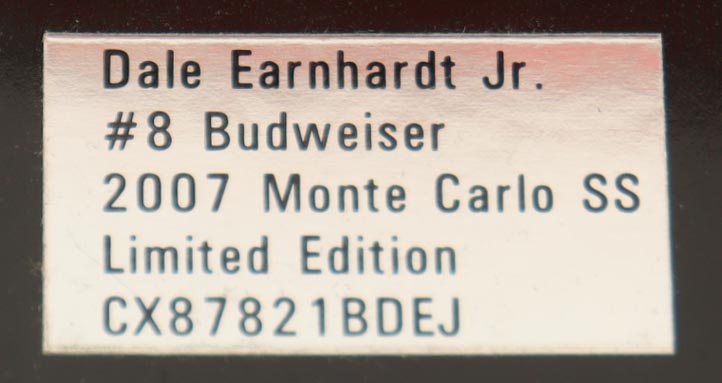 Dale Earnhardt Jr.
#8 Budweiser
2007 Monte Carlo SS
Limited Edition
CX87821BDEJ